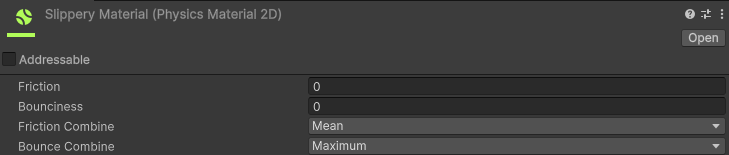 Slippery Material (Physics Material 2D)
Open
Addressable
Friction 0
Bounciness 0
Friction Combine Mean
Bounce Combine Maximum